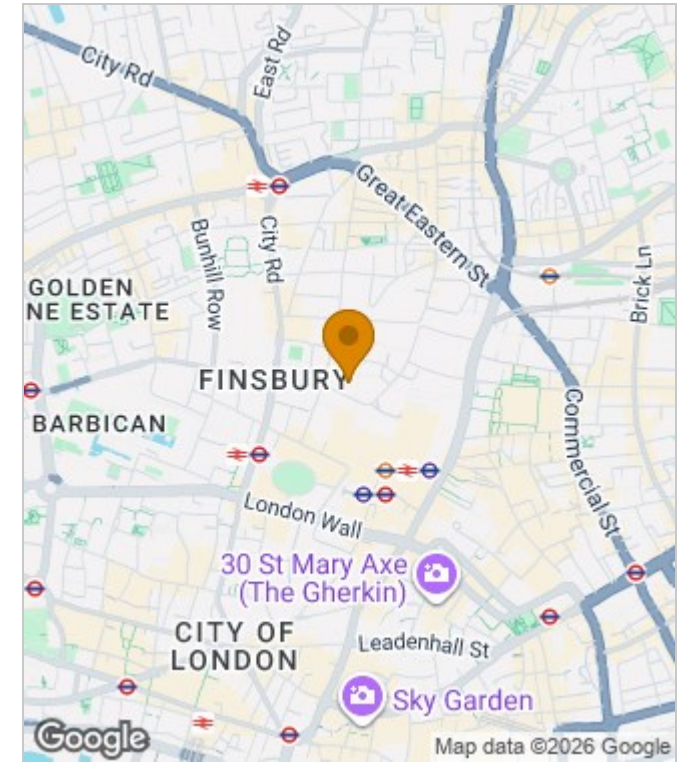 City Rd
East Rd
Great Eastern St
Bunhill Row
City Rd
Brick Ln
GOLDEN
NE ESTATE
FINSBURY
BARBICAN
Commercial St
London Wall
30 St Mary Axe
(The Gherkin)
CITY OF
LONDON
Leadenhall St
Sky Garden
Google
Map data ©2026 Google